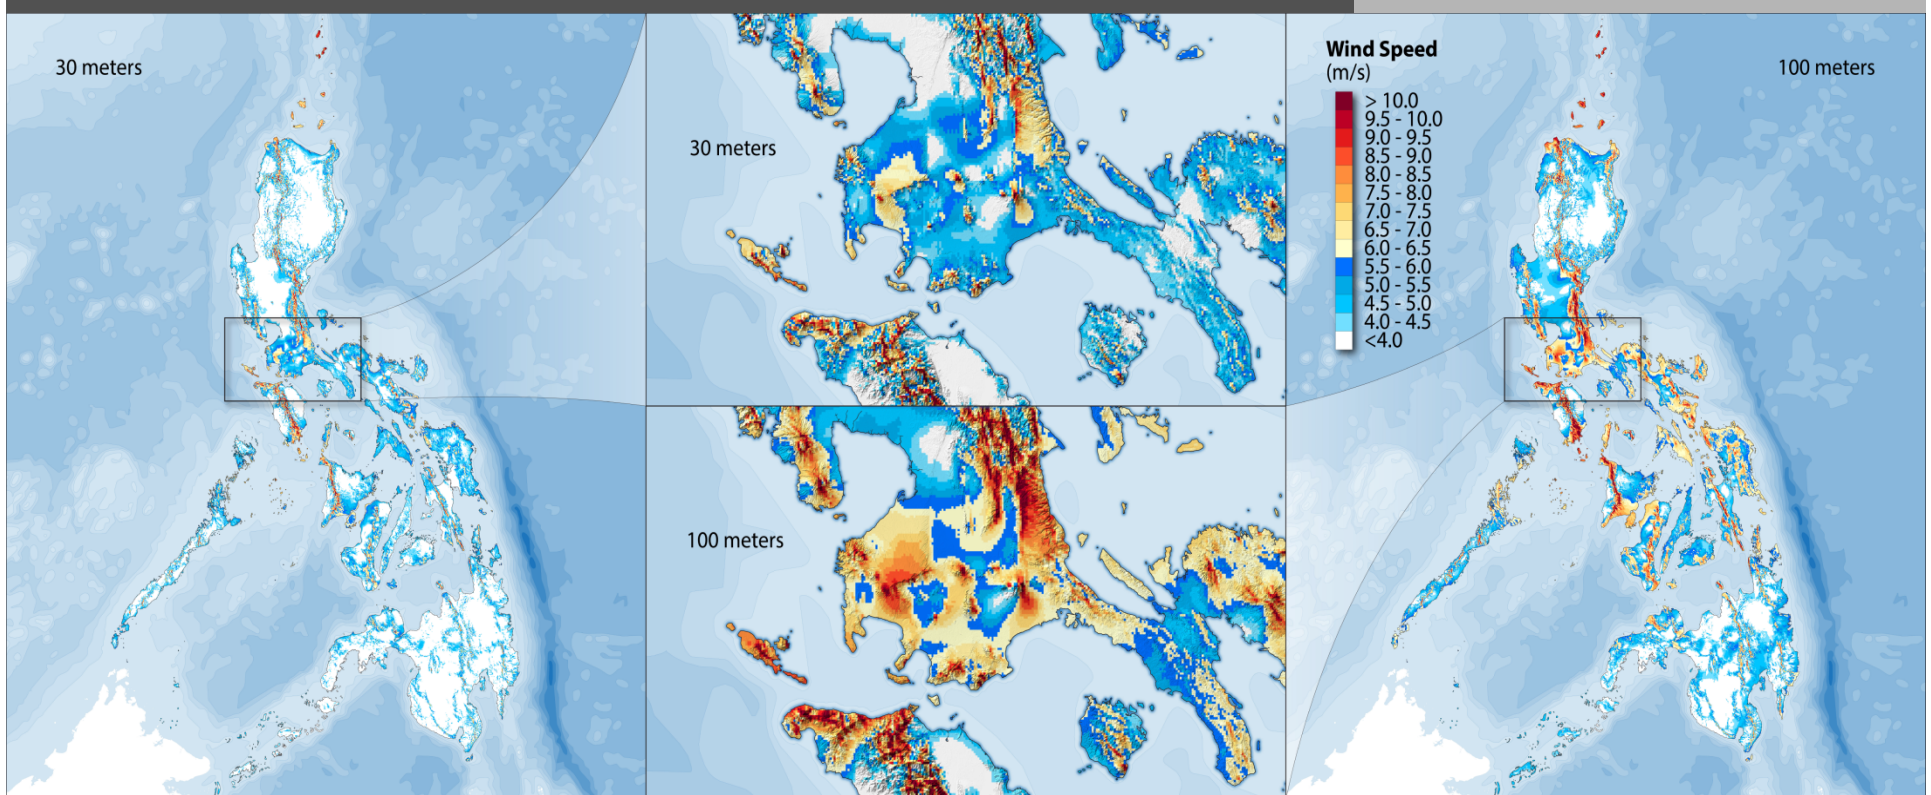 30 meters
30 meters
100 meters
Wind Speed
(m/s)
> 10.0
9.5 - 10.0
9.0 - 9.5
8.5 - 9.0
8.0 - 8.5
7.5 - 8.0
7.0 - 7.5
6.5 - 7.0
6.0 - 6.5
5.5 - 6.0
5.0 - 5.5
4.5 - 5.0
4.0 - 4.5
<4.0
100 meters